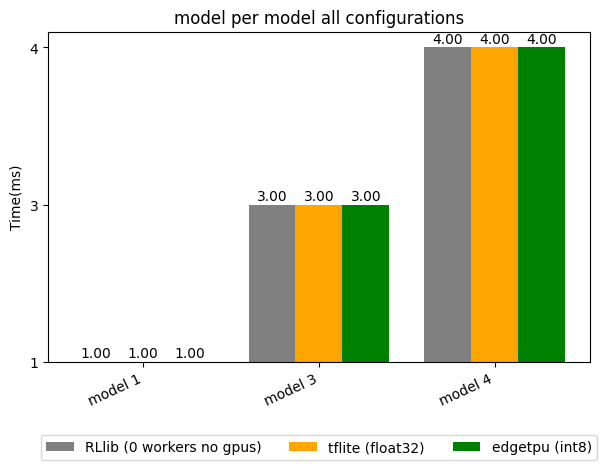 model per model all configurations
4.00 4.00 4.00
4
3.00 3.00 3.00
3
Time(ms)
1.00 1.00 1.00
1
model 1 model 3 model 4
RLlib (0 workers no gpus) tflite (float32) edgetpu (int8)